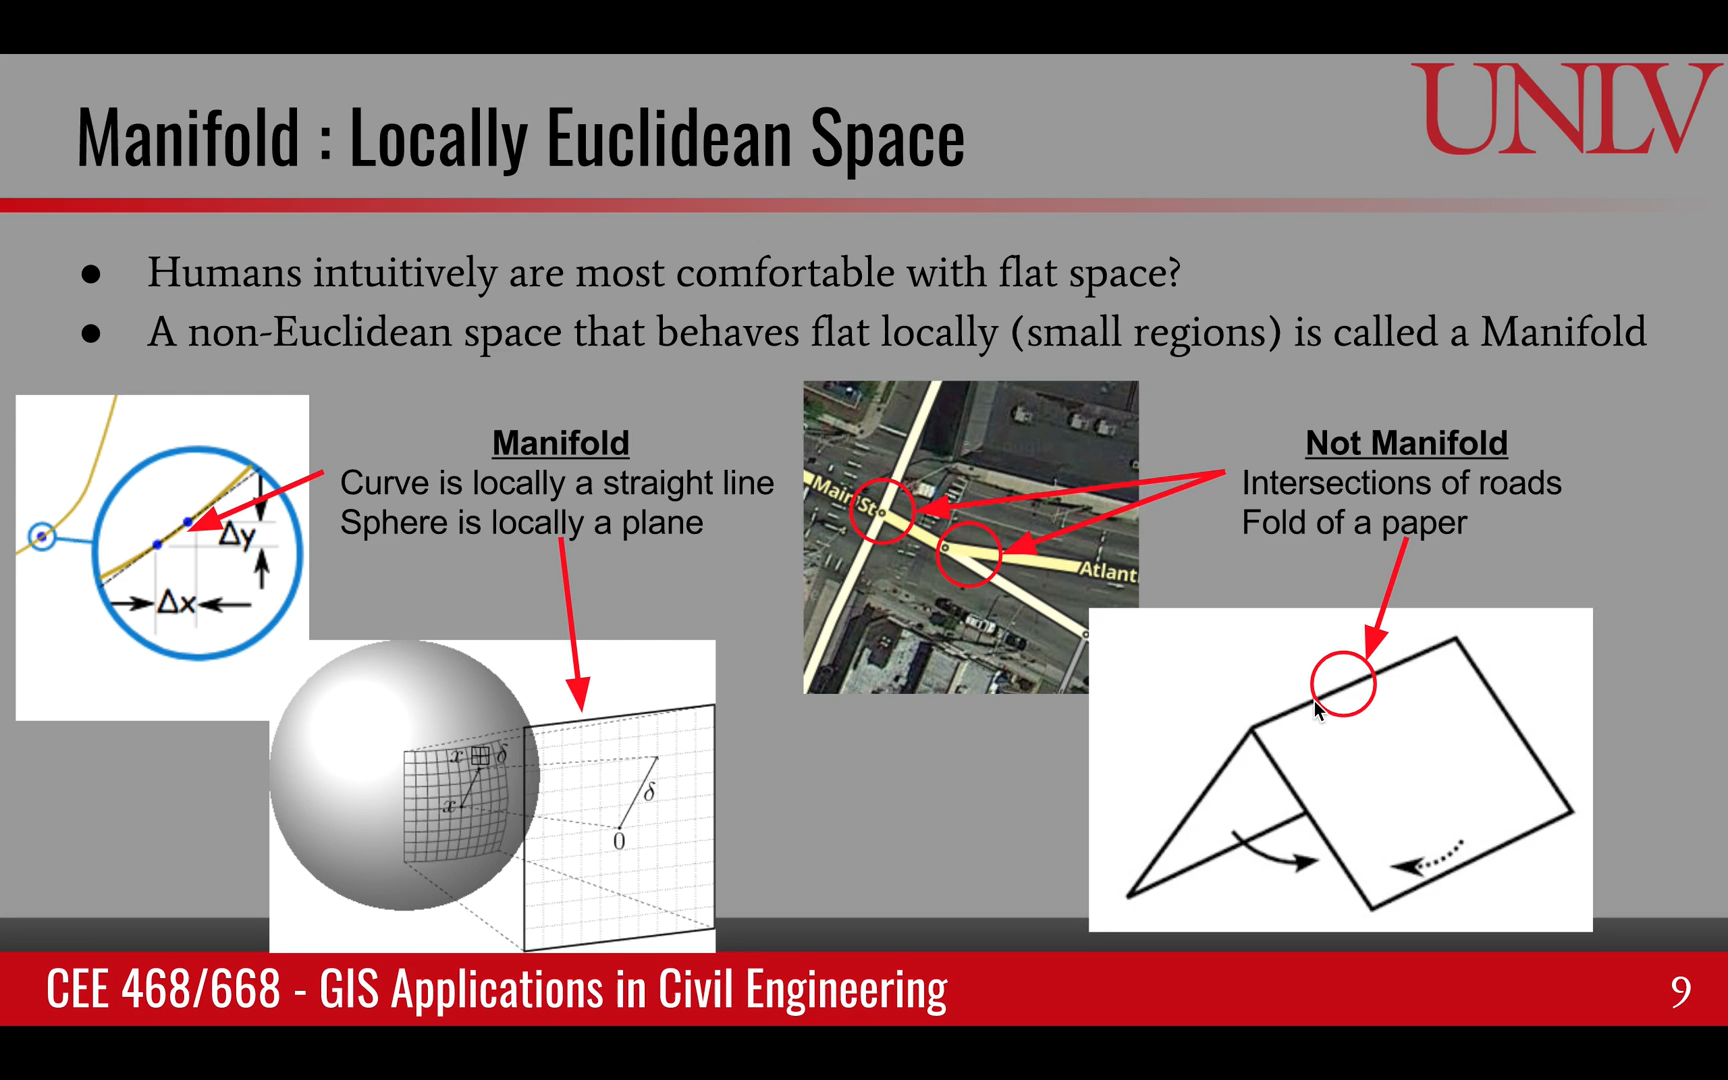 UNLV
Manifold : Locally Euclidean Space
● Humans intuitively are most comfortable with flat space?
● A non-Euclidean space that behaves flat locally (small regions) is called a Manifold
Manifold
Curve is locally a straight line
Sphere is locally a plane
Not Manifold
Intersections of roads
Fold of a paper
Δy
Δx
Main St
Atlant
x δ
x
δ
0
CEE 468/668 - GIS Applications in Civil Engineering
9